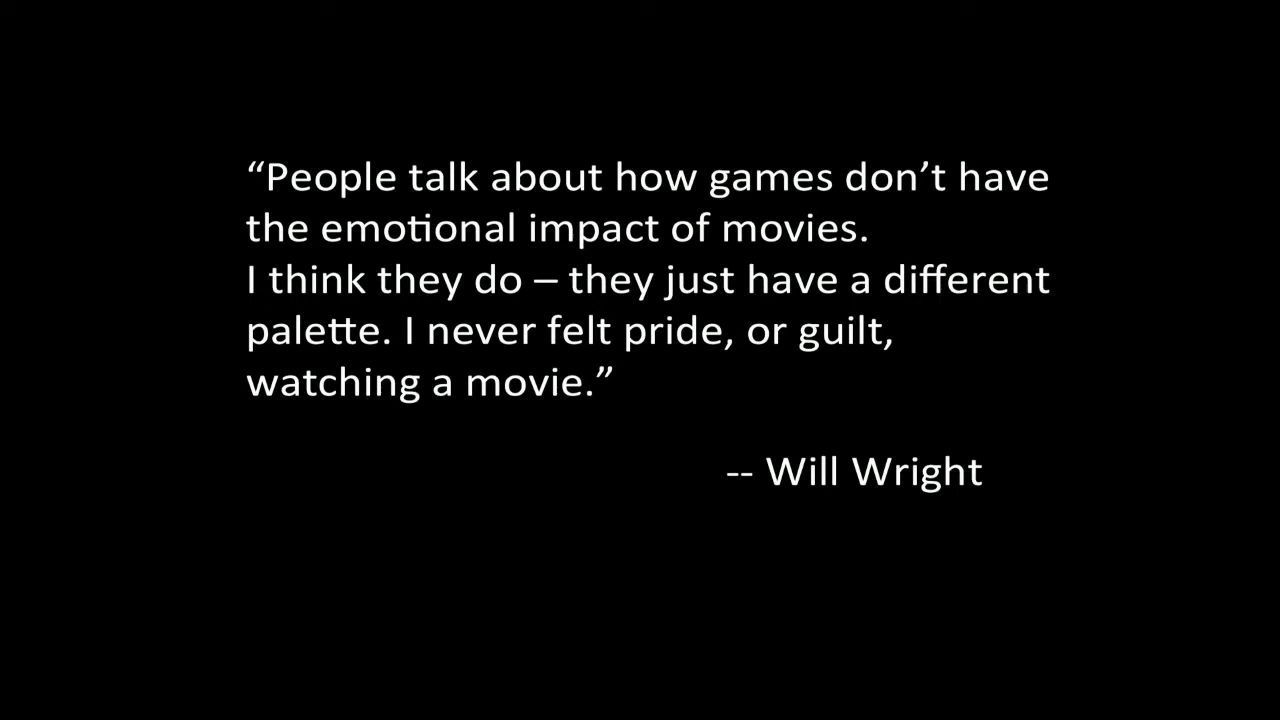 “People talk about how games don’t have
the emotional impact of movies.
I think they do – they just have a different
palette. I never felt pride, or guilt,
watching a movie.”
-- Will Wright